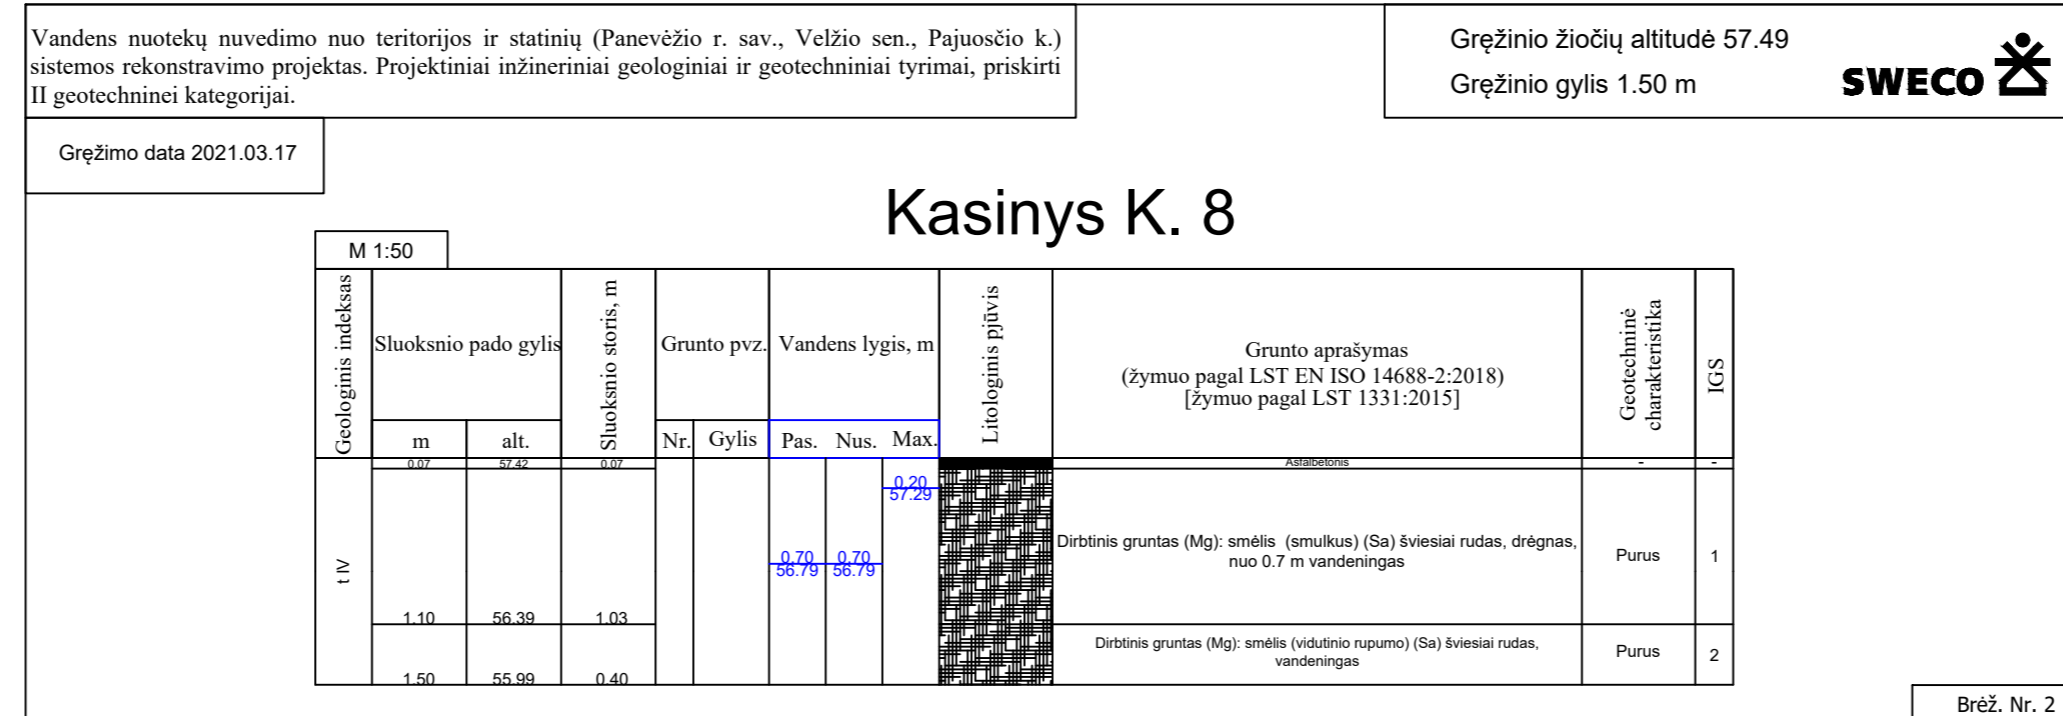 Vandens nuotekų nuvedimo nuo teritorijos ir statinių (Panevėžio r. sav., Velžio sen., Pajuosčio k.)
sistemos rekonstravimo projektas. Projektiniai inžineriniai geologiniai ir geotechniniai tyrimai, priskirti
II geotechninei kategorijai.
Gręžinio žiočių altitudė 57.49
Gręžinio gylis 1.50 m
SWECO
Gręžimo data 2021.03.17
Kasinys K. 8
M 1:50
Geologinis indeksas
Sluoksnio pado gylis
Sluoksnio storis, m
Grunto pvz.
Vandens lygis, m
Litologinis pjūvis
Grunto aprašymas
(žymuo pagal LST EN ISO 14688-2:2018)
[žymuo pagal LST 1331:2015]
Geotechninė
charakteristika
IGS
m alt. Nr. Gylis Pas. Nus. Max.
0.07 57.42 0.07 Asfalbetonis - -
0.20
57.29
t IV
0.70 0.70
56.79 56.79
Dirbtinis gruntas (Mg): smėlis (smulkus) (Sa) šviesiai rudas, drėgnas,
nuo 0.7 m vandeningas
Purus 1
1.10 56.39 1.03
Dirbtinis gruntas (Mg): smėlis (vidutinio rupumo) (Sa) šviesiai rudas,
vandeningas
Purus 2
1.50 55.99 0.40
Brėž. Nr. 2